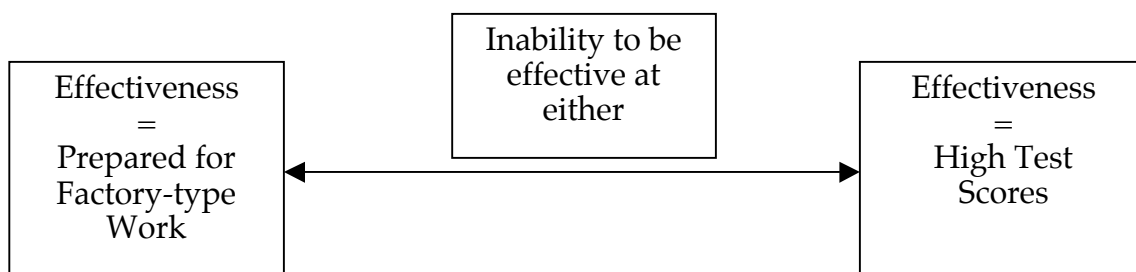 Effectiveness
=
Prepared for
Factory-type
Work
Inability to be
effective at
either
Effectiveness
=
High Test
Scores